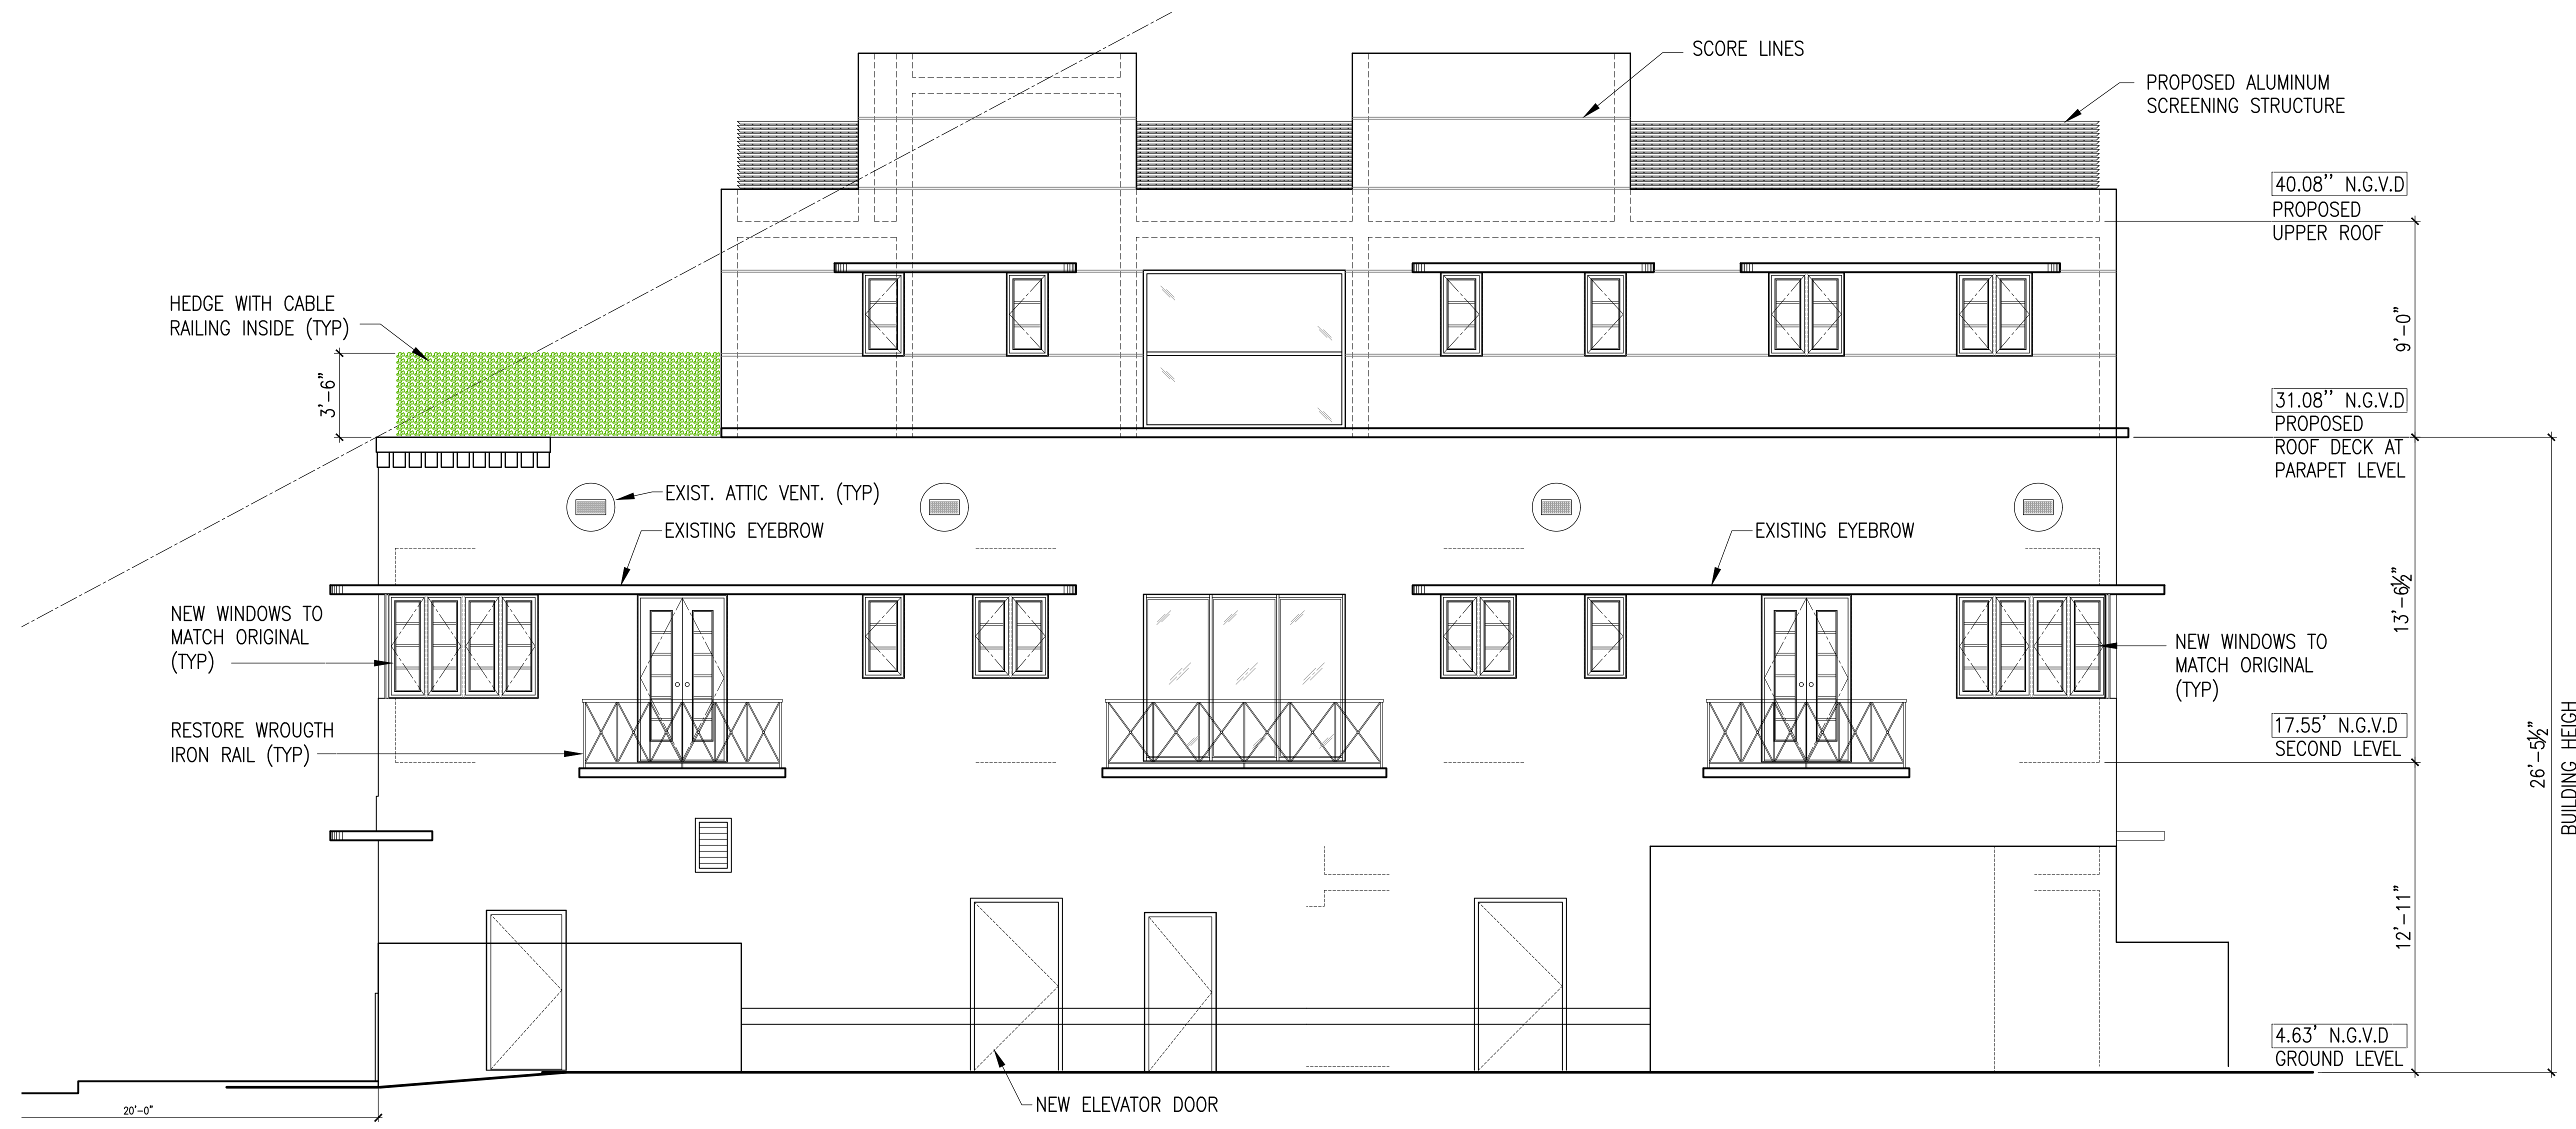 SCORE LINES
PROPOSED ALUMINUM
SCREENING STRUCTURE
40.08'' N.G.V.D
PROPOSED
UPPER ROOF
HEDGE WITH CABLE
RAILING INSIDE (TYP)
9'-0"
3'-6"
31.08'' N.G.V.D
PROPOSED
ROOF DECK AT
PARAPET LEVEL
EXIST. ATTIC VENT. (TYP)
EXISTING EYEBROW
EXISTING EYEBROW
13'-6½"
NEW WINDOWS TO
MATCH ORIGINAL
(TYP)
NEW WINDOWS TO
MATCH ORIGINAL
(TYP)
RESTORE WROUGTH
IRON RAIL (TYP)
17.55' N.G.V.D
SECOND LEVEL
26'-5½"
BUILDING HEIGH
12'-11"
4.63' N.G.V.D
GROUND LEVEL
NEW ELEVATOR DOOR
20'-0"